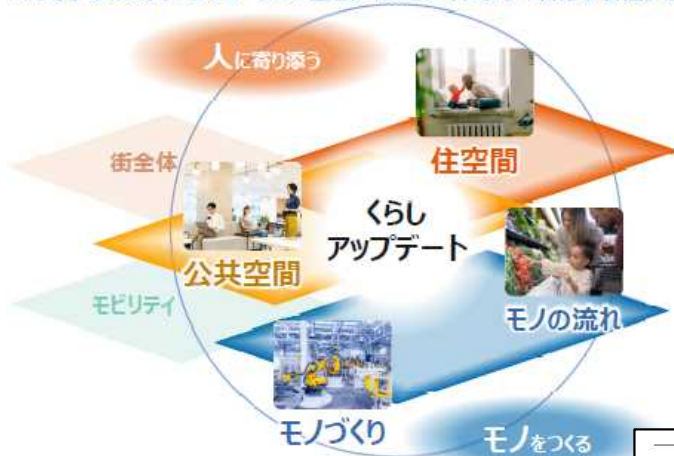 人に寄り添う
街全体
住空間
くらし
アップデート
公共空間
モビリティ
モノの流れ
モノづくり
モノをつくる